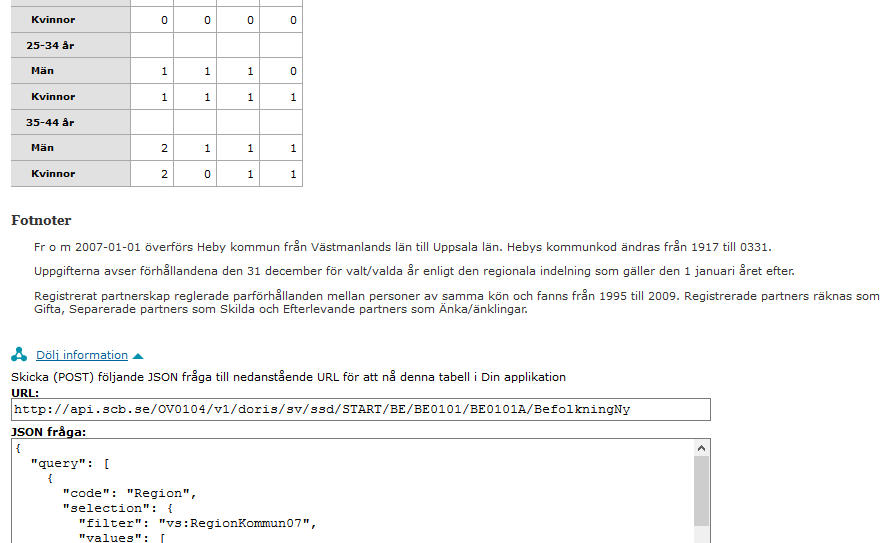 Kvinnor 0 0 0 0
25-34 år
Män 1 1 1 0
Kvinnor 1 1 1 1
35-44 år
Män 2 1 1 1
Kvinnor 2 0 1 1
Fotnoter
Fr o m 2007-01-01 överförs Heby kommun från Västmanlands län till Uppsala län. Hebys kommunkod ändras från 1917 till 0331.
Uppgifterna avser förhållandena den 31 december för valt/valda år enligt den regionala indelning som gäller den 1 januari året efter.
Registrerat partnerskap reglerade parförhållanden mellan personer av samma kön och fanns från 1995 till 2009. Registrerade partners räknas som
Gifta, Separerade partners som Skilda och Efterlevande partners som Änka/änklingar.
Dölj information
Skicka (POST) följande JSON fråga till nedanstående URL för att nå denna tabell i Din applikation
URL:
http://api.scb.se/OV0104/v1/doris/sv/ssd/START/BE/BE0101/BE0101A/BefolkningNy
JSON fråga:
{
"query": [
{
"code": "Region",
"selection": {
"filter": "vs:RegionKommun07",
"values": [